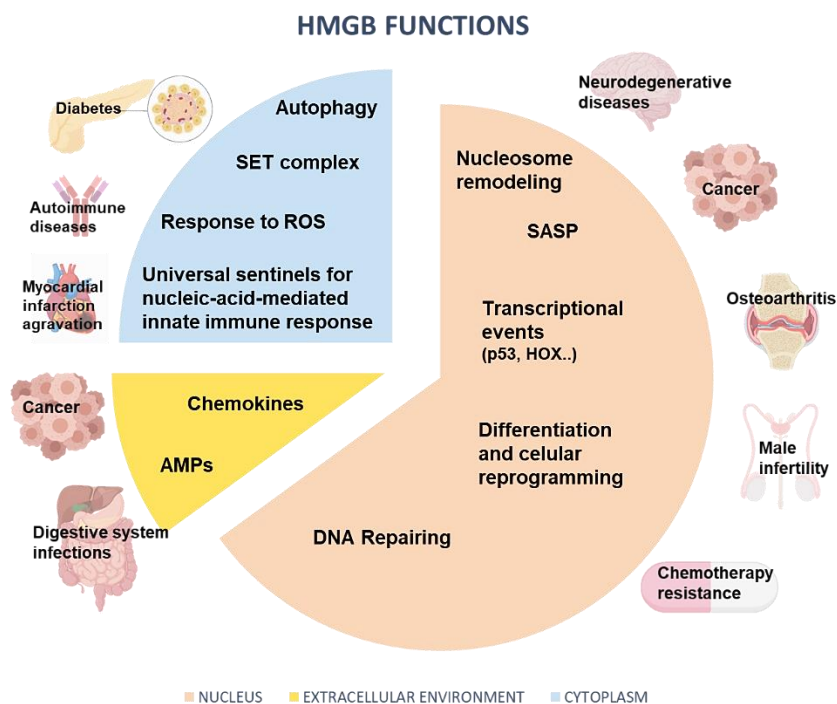 HMGB FUNCTIONS
Diabetes
Autoimmune
diseases
Myocardial
infarction
agravation
Cancer
Digestive system
infections
Autophagy
SET complex
Response to ROS
Universal sentinels for
nucleic-acid-mediated
innate immune response
Chemokines
AMPs
Nucleosome
remodeling
SASP
Transcriptional
events
(p53, HOX..)
Differentiation
and celular
reprogramming
DNA Repairing
Neurodegenerative
diseases
Cancer
Osteoarthritis
Male
infertility
Chemotherapy
resistance
NUCLEUS EXTRACELLULAR ENVIRONMENT CYTOPLASM